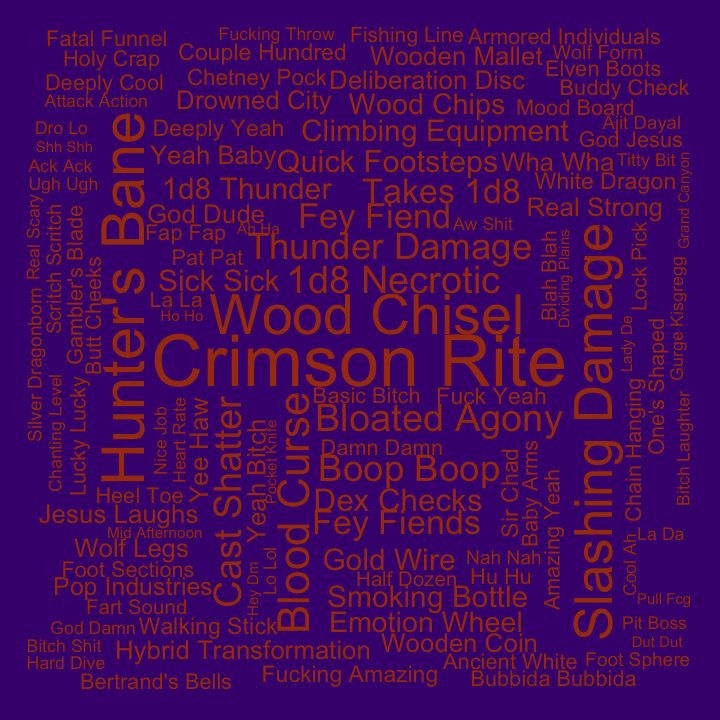 Fatal Funnel
Fucking Throw
Fishing Line
Armored Individuals
Holy Crap
Couple Hundred
Wooden Mallet
Wolf Form
Deeply Cool
Chetney Pock
Deliberation Disc
Elven Boots
Buddy Check
Attack Action
Drowned City
Wood Chips
Mood Board
Dro Lo
Deeply Yeah
Climbing Equipment
Ajit Dayal
God Jesus
Shh Shh
Yeah Baby
Quick Footsteps
Wha Wha
Titty Bit
Ack Ack
Ugh Ugh
1d8 Thunder
Takes 1d8
White Dragon
God Dude
Fey Fiend
Aw Shit
Real Strong
Fap Fap
Ah Ha
Thunder Damage
Pat Pat
Sick Sick
1d8 Necrotic
La La
Ho Ho
Wood Chisel
Crimson Rite
Hunter's Bane
Slashing Damage
Real Scary
Scritch Scritch
Gambler's Blade
Butt Cheeks
Silver Dragonborn
Blah Blah
Dividing Plains
Lock Pick
Grand Canyon
Gurge Kisgregg
Lady De
One's Shaped
Basic Bitch
Fuck Yeah
Bloated Agony
Chanting Level
Lucky Lucky
Nice Job
Heart Rate
Yee Haw
Cast Shatter
Yeah Bitch
Pocket Knife
Blood Curse
Damn Damn
Boop Boop
Sir Chad
Baby Arms
Amazing Yeah
Chain Hanging
Bitch Laughter
Heel Toe
Dex Checks
Jesus Laughs
Fey Fiends
Mid Afternoon
Wolf Legs
Gold Wire
Nah Nah
La Da
Cool Ah
Foot Sections
Lo Lol
Hey Dm
Half Dozen
Hu Hu
Pop Industries
Smoking Bottle
Pull Fcg
Fart Sound
God Damn
Walking Stick
Emotion Wheel
Pit Boss
Bitch Shit
Hybrid Transformation
Wooden Coin
Dut Dut
Hard Dive
Ancient White
Foot Sphere
Bertrand's Bells
Fucking Amazing
Bubbida Bubbida